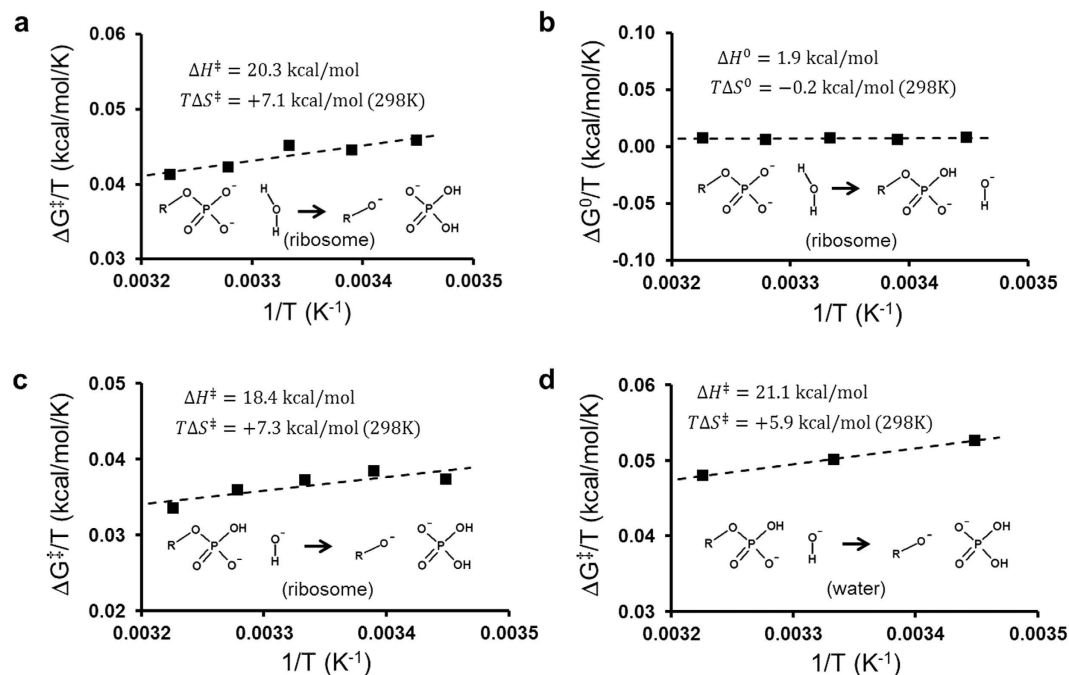 a
ΔG‡/T (kcal/mol/K)
0.06
0.05
0.04
0.03
ΔH‡ = 20.3 kcal/mol
TΔS‡ = +7.1 kcal/mol (298K)
R O P O⁻ O O⁻ H O H R O⁻ O⁻ OH P O OH
(ribosome)
0.0032 0.0033 0.0034 0.0035
1/T (K⁻¹)
b
ΔG⁰/T (kcal/mol/K)
0.10
0.05
0.00
-0.05
-0.10
ΔH⁰ = 1.9 kcal/mol
TΔS⁰ = −0.2 kcal/mol (298K)
R O P O⁻ O O⁻ H O H R O P OH O O⁻ O⁻ H
(ribosome)
0.0032 0.0033 0.0034 0.0035
1/T (K⁻¹)
c
ΔG‡/T (kcal/mol/K)
0.05
0.04
0.03
0.02
ΔH‡ = 18.4 kcal/mol
TΔS‡ = +7.3 kcal/mol (298K)
R O P OH O O⁻ O⁻ H R O⁻ O⁻ OH P O OH
(ribosome)
0.0032 0.0033 0.0034 0.0035
1/T (K⁻¹)
d
ΔG‡/T (kcal/mol/K)
0.06
0.05
0.04
0.03
ΔH‡ = 21.1 kcal/mol
TΔS‡ = +5.9 kcal/mol (298K)
R O P OH O O⁻ O⁻ H R O⁻ O⁻ OH P O OH
(water)
0.0032 0.0033 0.0034 0.0035
1/T (K⁻¹)